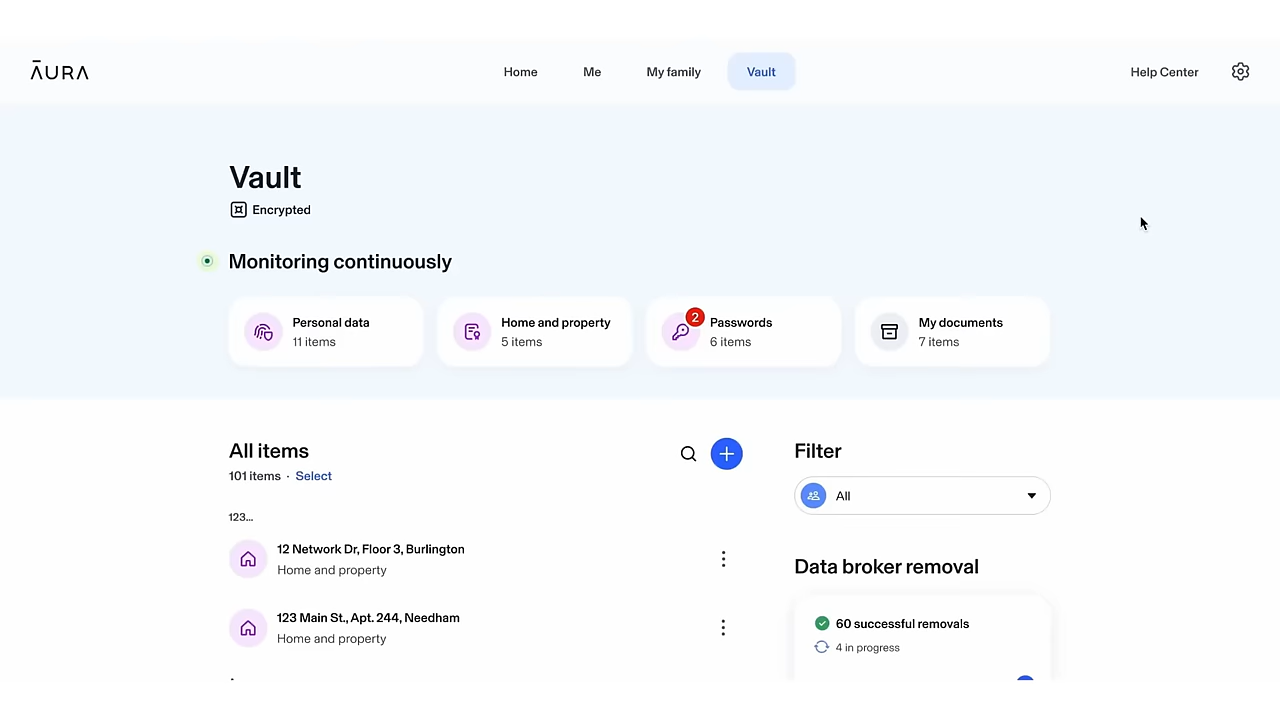 ĀURA
Home
Me
My family
Vault
Help Center
Vault
Encrypted
Monitoring continuously
Personal data
11 items
Home and property
5 items
2
Passwords
6 items
My documents
7 items
All items
101 items · Select
Filter
All
123...
12 Network Dr, Floor 3, Burlington
Home and property
123 Main St., Apt. 244, Needham
Home and property
Data broker removal
60 successful removals
4 in progress